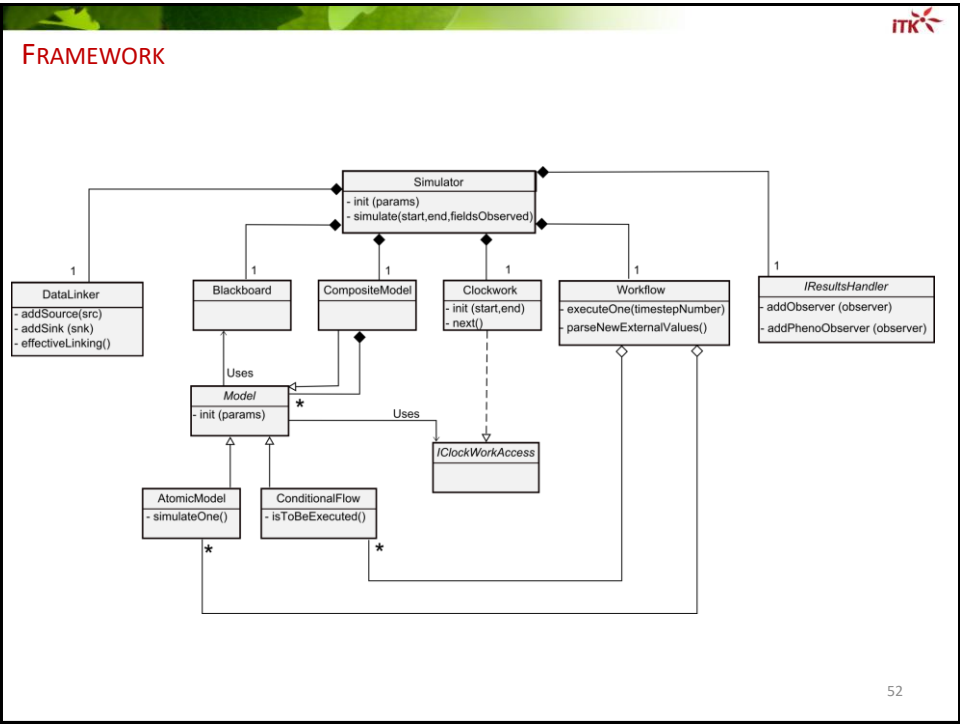 iTK
FRAMEWORK
Simulator
- init (params)
- simulate(start,end,fieldsObserved)
1
1
1
1
1
1
DataLinker
- addSource(src)
- addSink (snk)
- effectiveLinking()
Blackboard
CompositeModel
Clockwork
- init (start,end)
- next()
Workflow
- executeOne(timestepNumber)
- parseNewExternalValues()
IResultsHandler
- addObserver (observer)
- addPhenoObserver (observer)
Uses
Model
- init (params)
*
Uses
IClockWorkAccess
AtomicModel
- simulateOne()
ConditionalFlow
- isToBeExecuted()
*
*
52